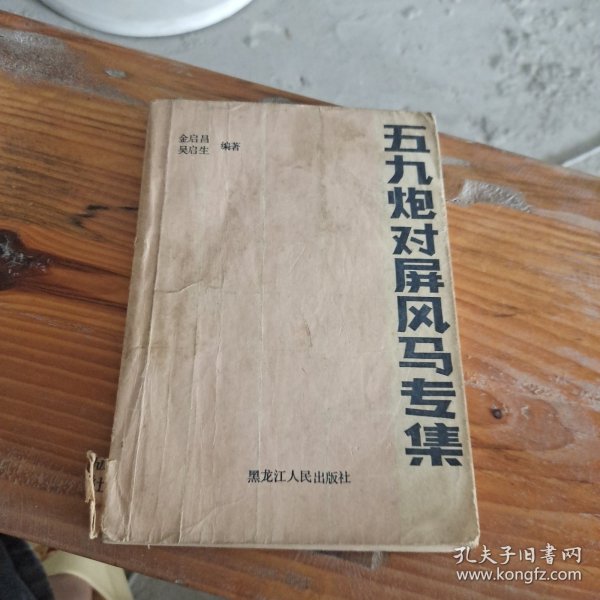 金启昌
吴启生 编著
五九炮对屏风马专集
黑龙江人民出版社
社
孔夫子旧书网
www.kongfz.com